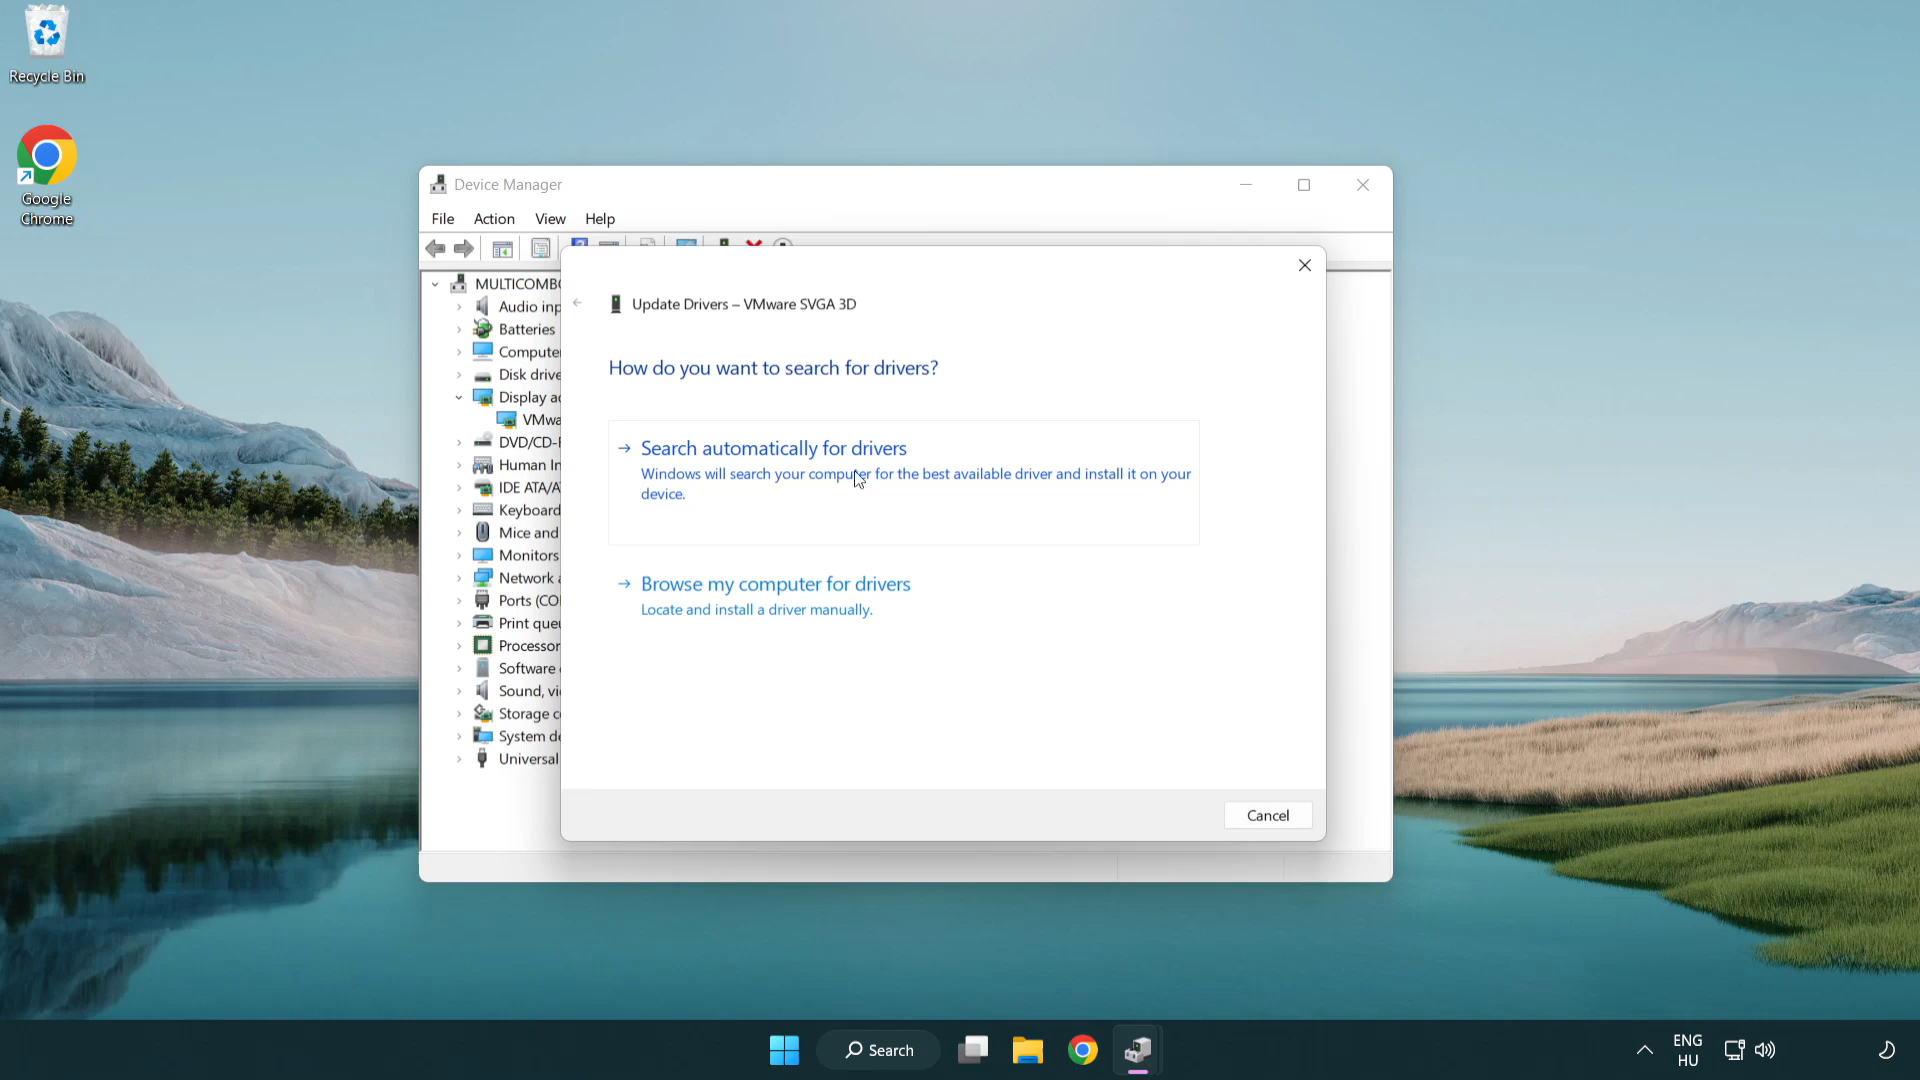 Recycle Bin
Google
Chrome
Device Manager
File Action View Help
MULTICOMB
Audio inp
Batteries
Compute
Disk drive
Display a
VMwa
DVD/CD-
Human In
IDE ATA/A
Keyboard
Mice and
Monitors
Network a
Ports (CO
Print que
Processor
Software
Sound, vi
Storage c
System de
Universal
Update Drivers – VMware SVGA 3D
How do you want to search for drivers?
Search automatically for drivers
Windows will search your computer for the best available driver and install it on your
device.
Browse my computer for drivers
Locate and install a driver manually.
Cancel
Search
ENG
HU